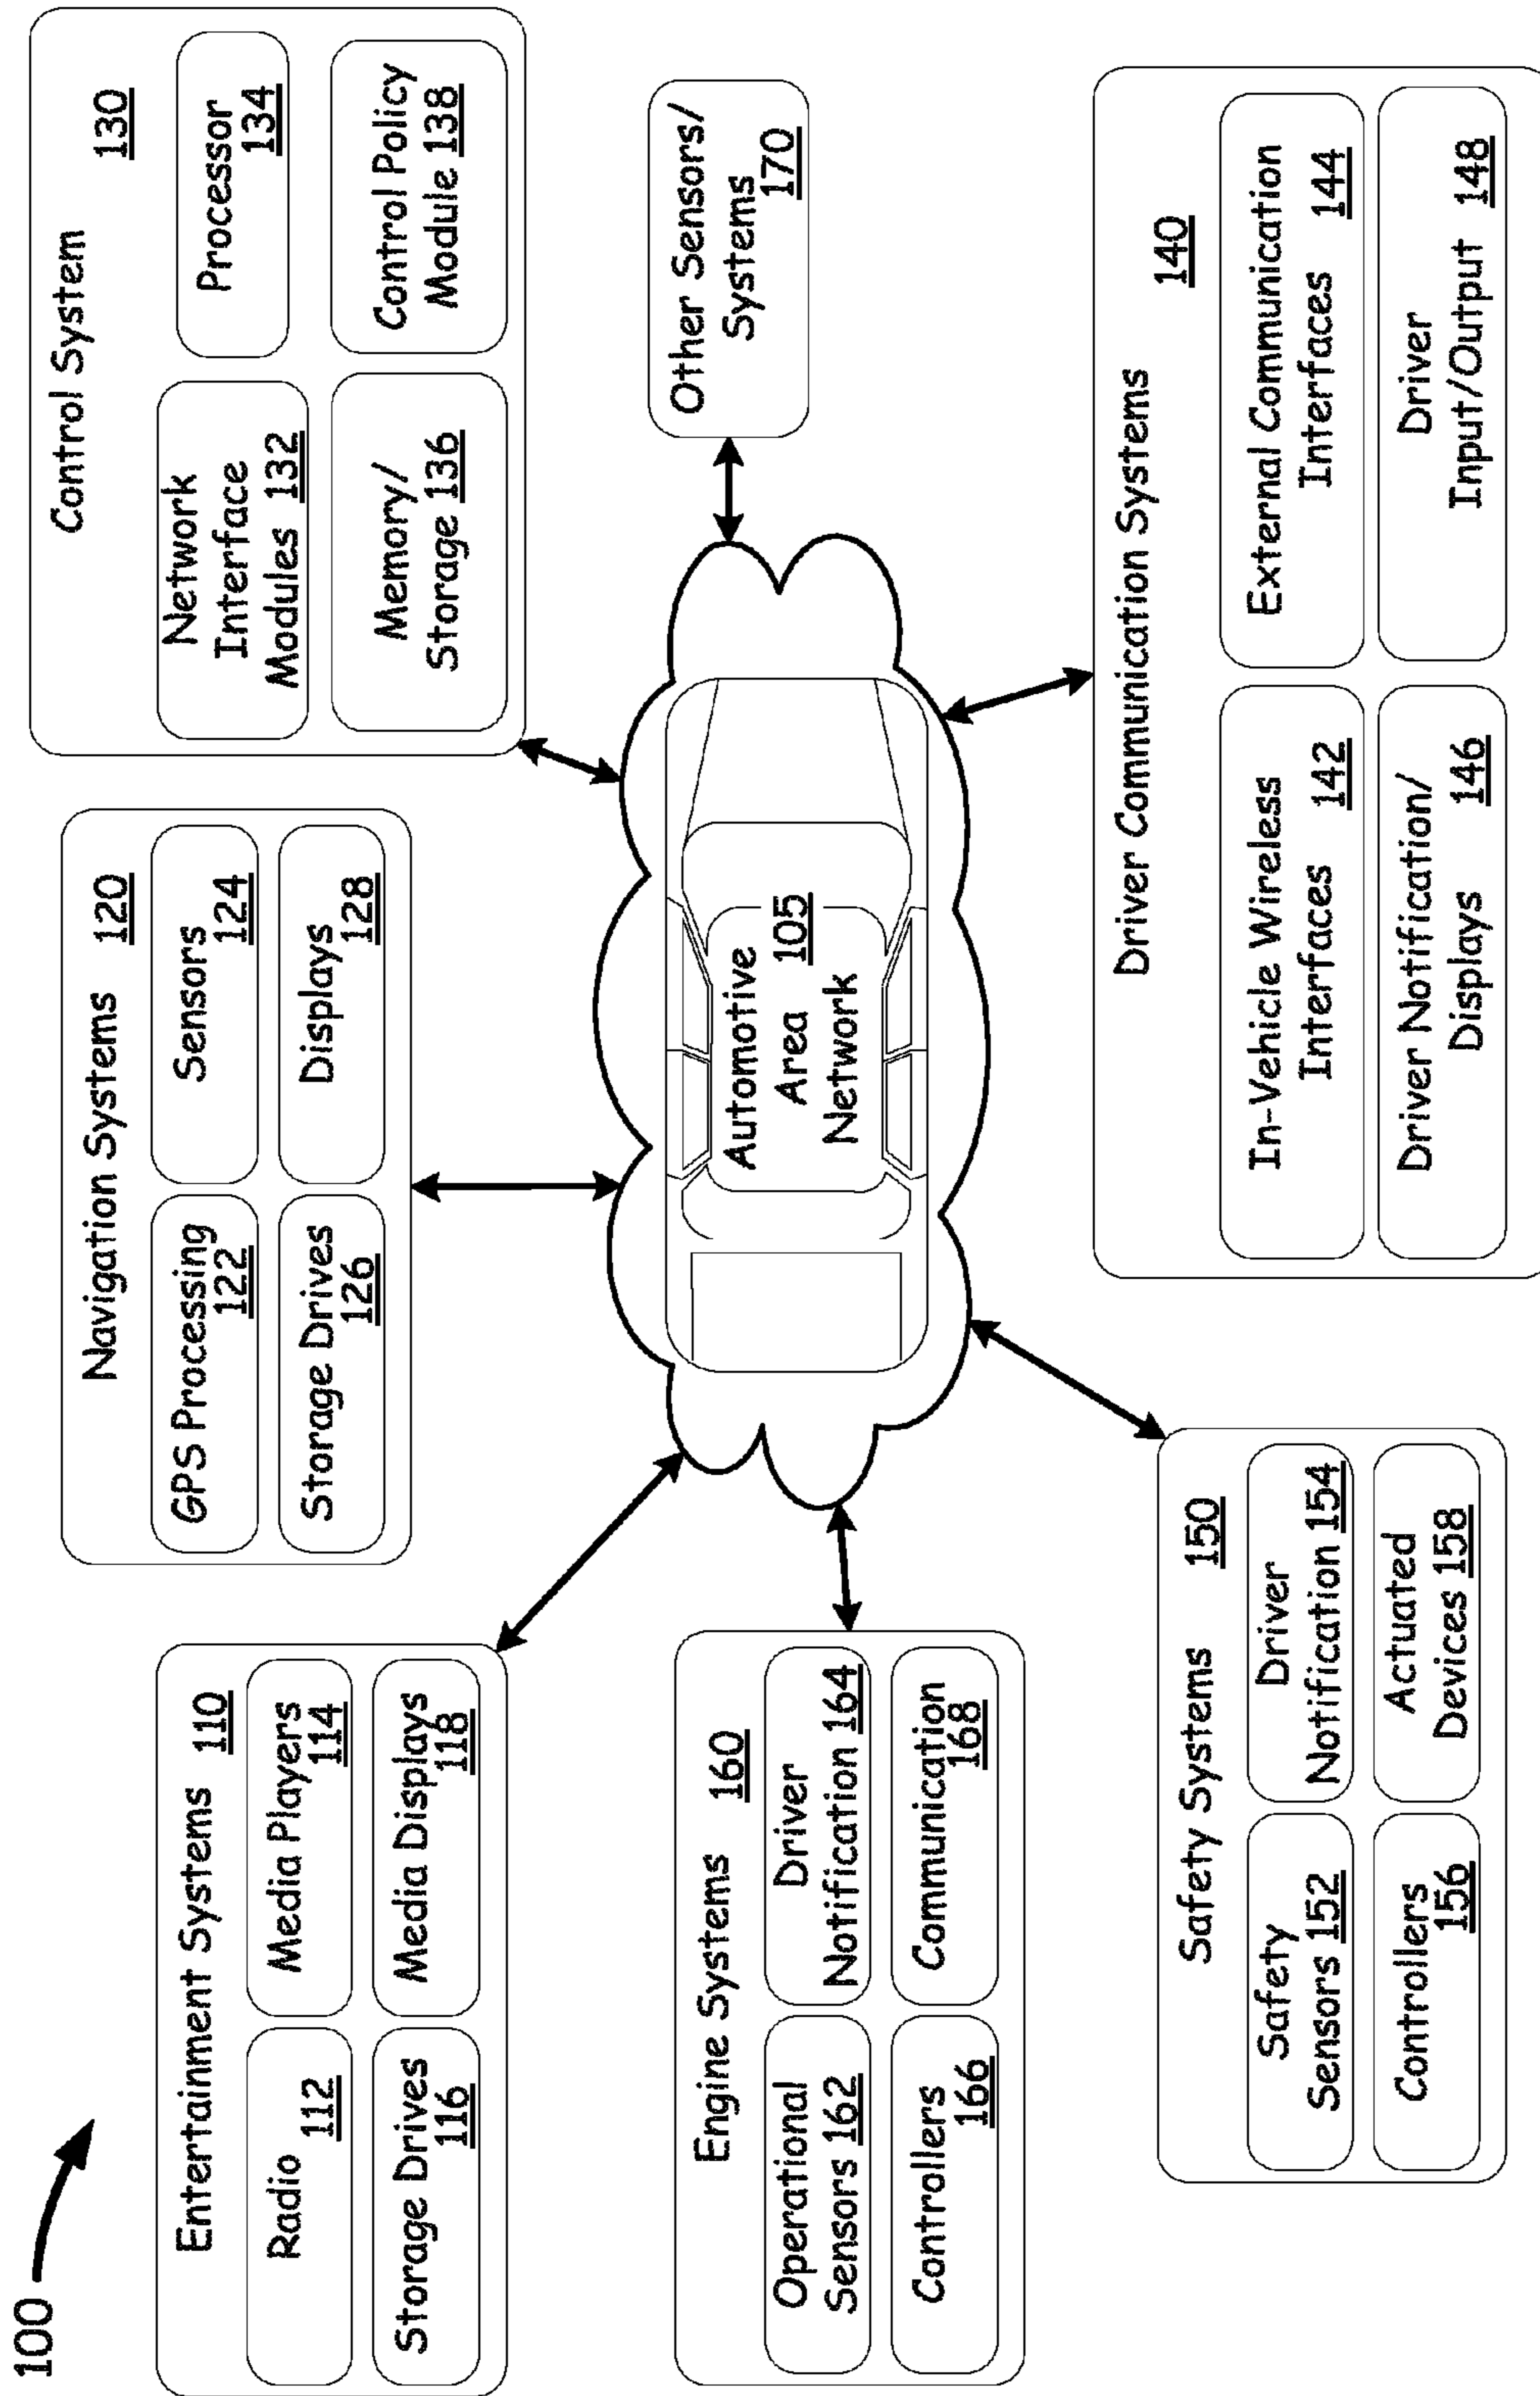 100
Entertainment Systems
110
Radio
112
Media Players
114
Storage Drives
116
Media Displays
118
Navigation Systems
120
GPS Processing
122
Sensors
124
Storage Drives
126
Displays
128
Control System
130
Network
Interface
Modules 132
Processor
134
Memory/
Storage 136
Control Policy
Module 138
Engine Systems
160
Operational
Sensors 162
Driver
Notification 164
Controllers
166
Communication
168
Automotive
Area 105
Network
Other Sensors/
Systems
170
Safety Systems
150
Safety
Sensors 152
Driver
Notification 154
Controllers
156
Actuated
Devices 158
Driver Communication Systems
140
In-Vehicle Wireless
Interfaces 142
External Communication
Interfaces 144
Driver Notification/
Displays 146
Driver
Input/Output 148